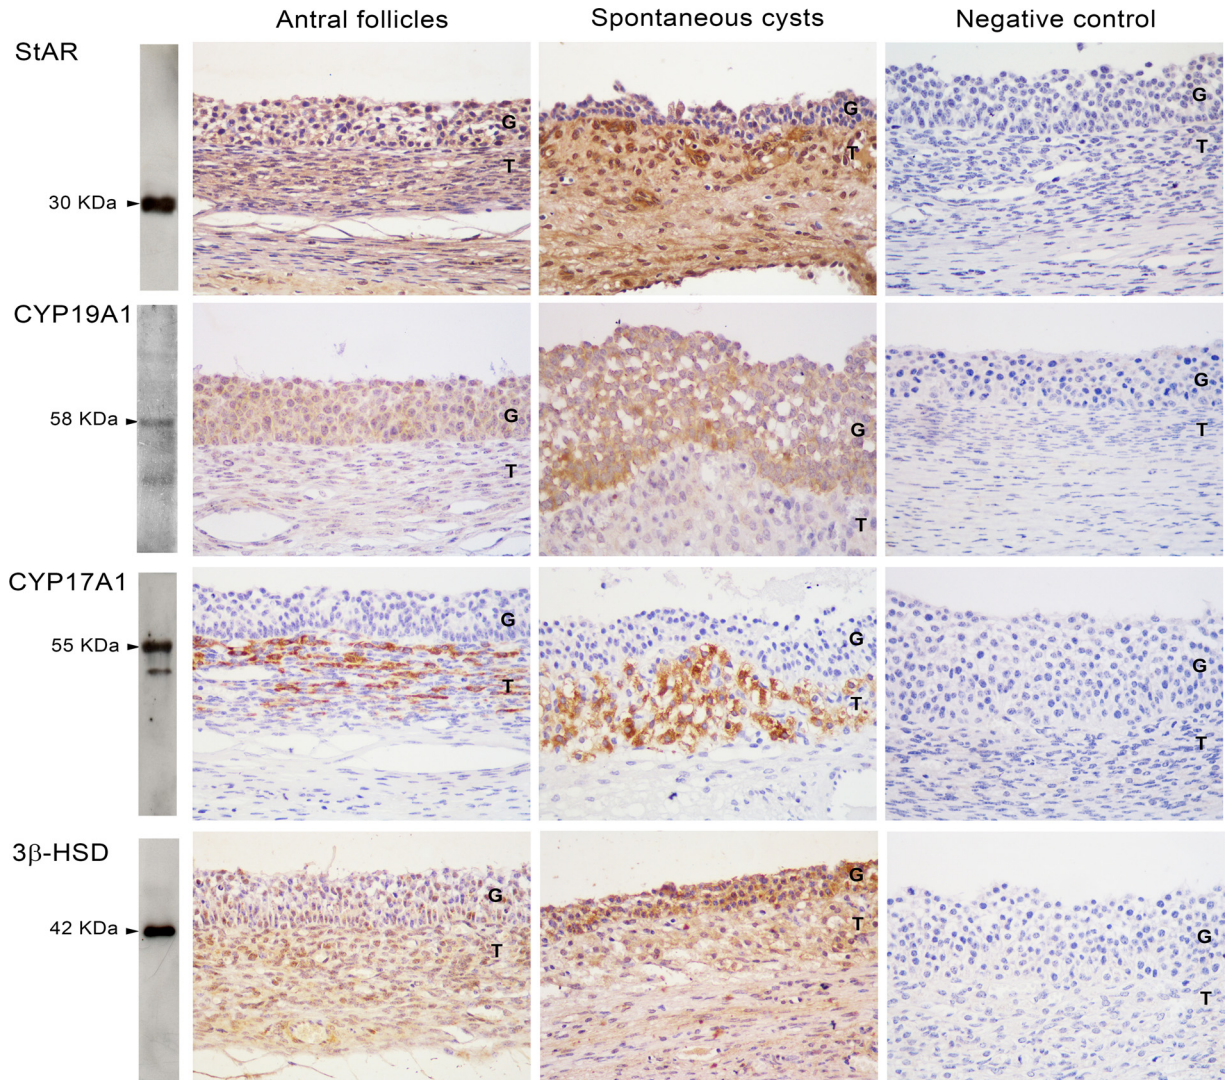 Antral follicles
Spontaneous cysts
Negative control
StAR
30 KDa
G
T
G
T
G
T
CYP19A1
58 KDa
G
T
G
T
G
T
CYP17A1
55 KDa
G
T
G
T
G
T
3β-HSD
42 KDa
G
T
G
T
G
T